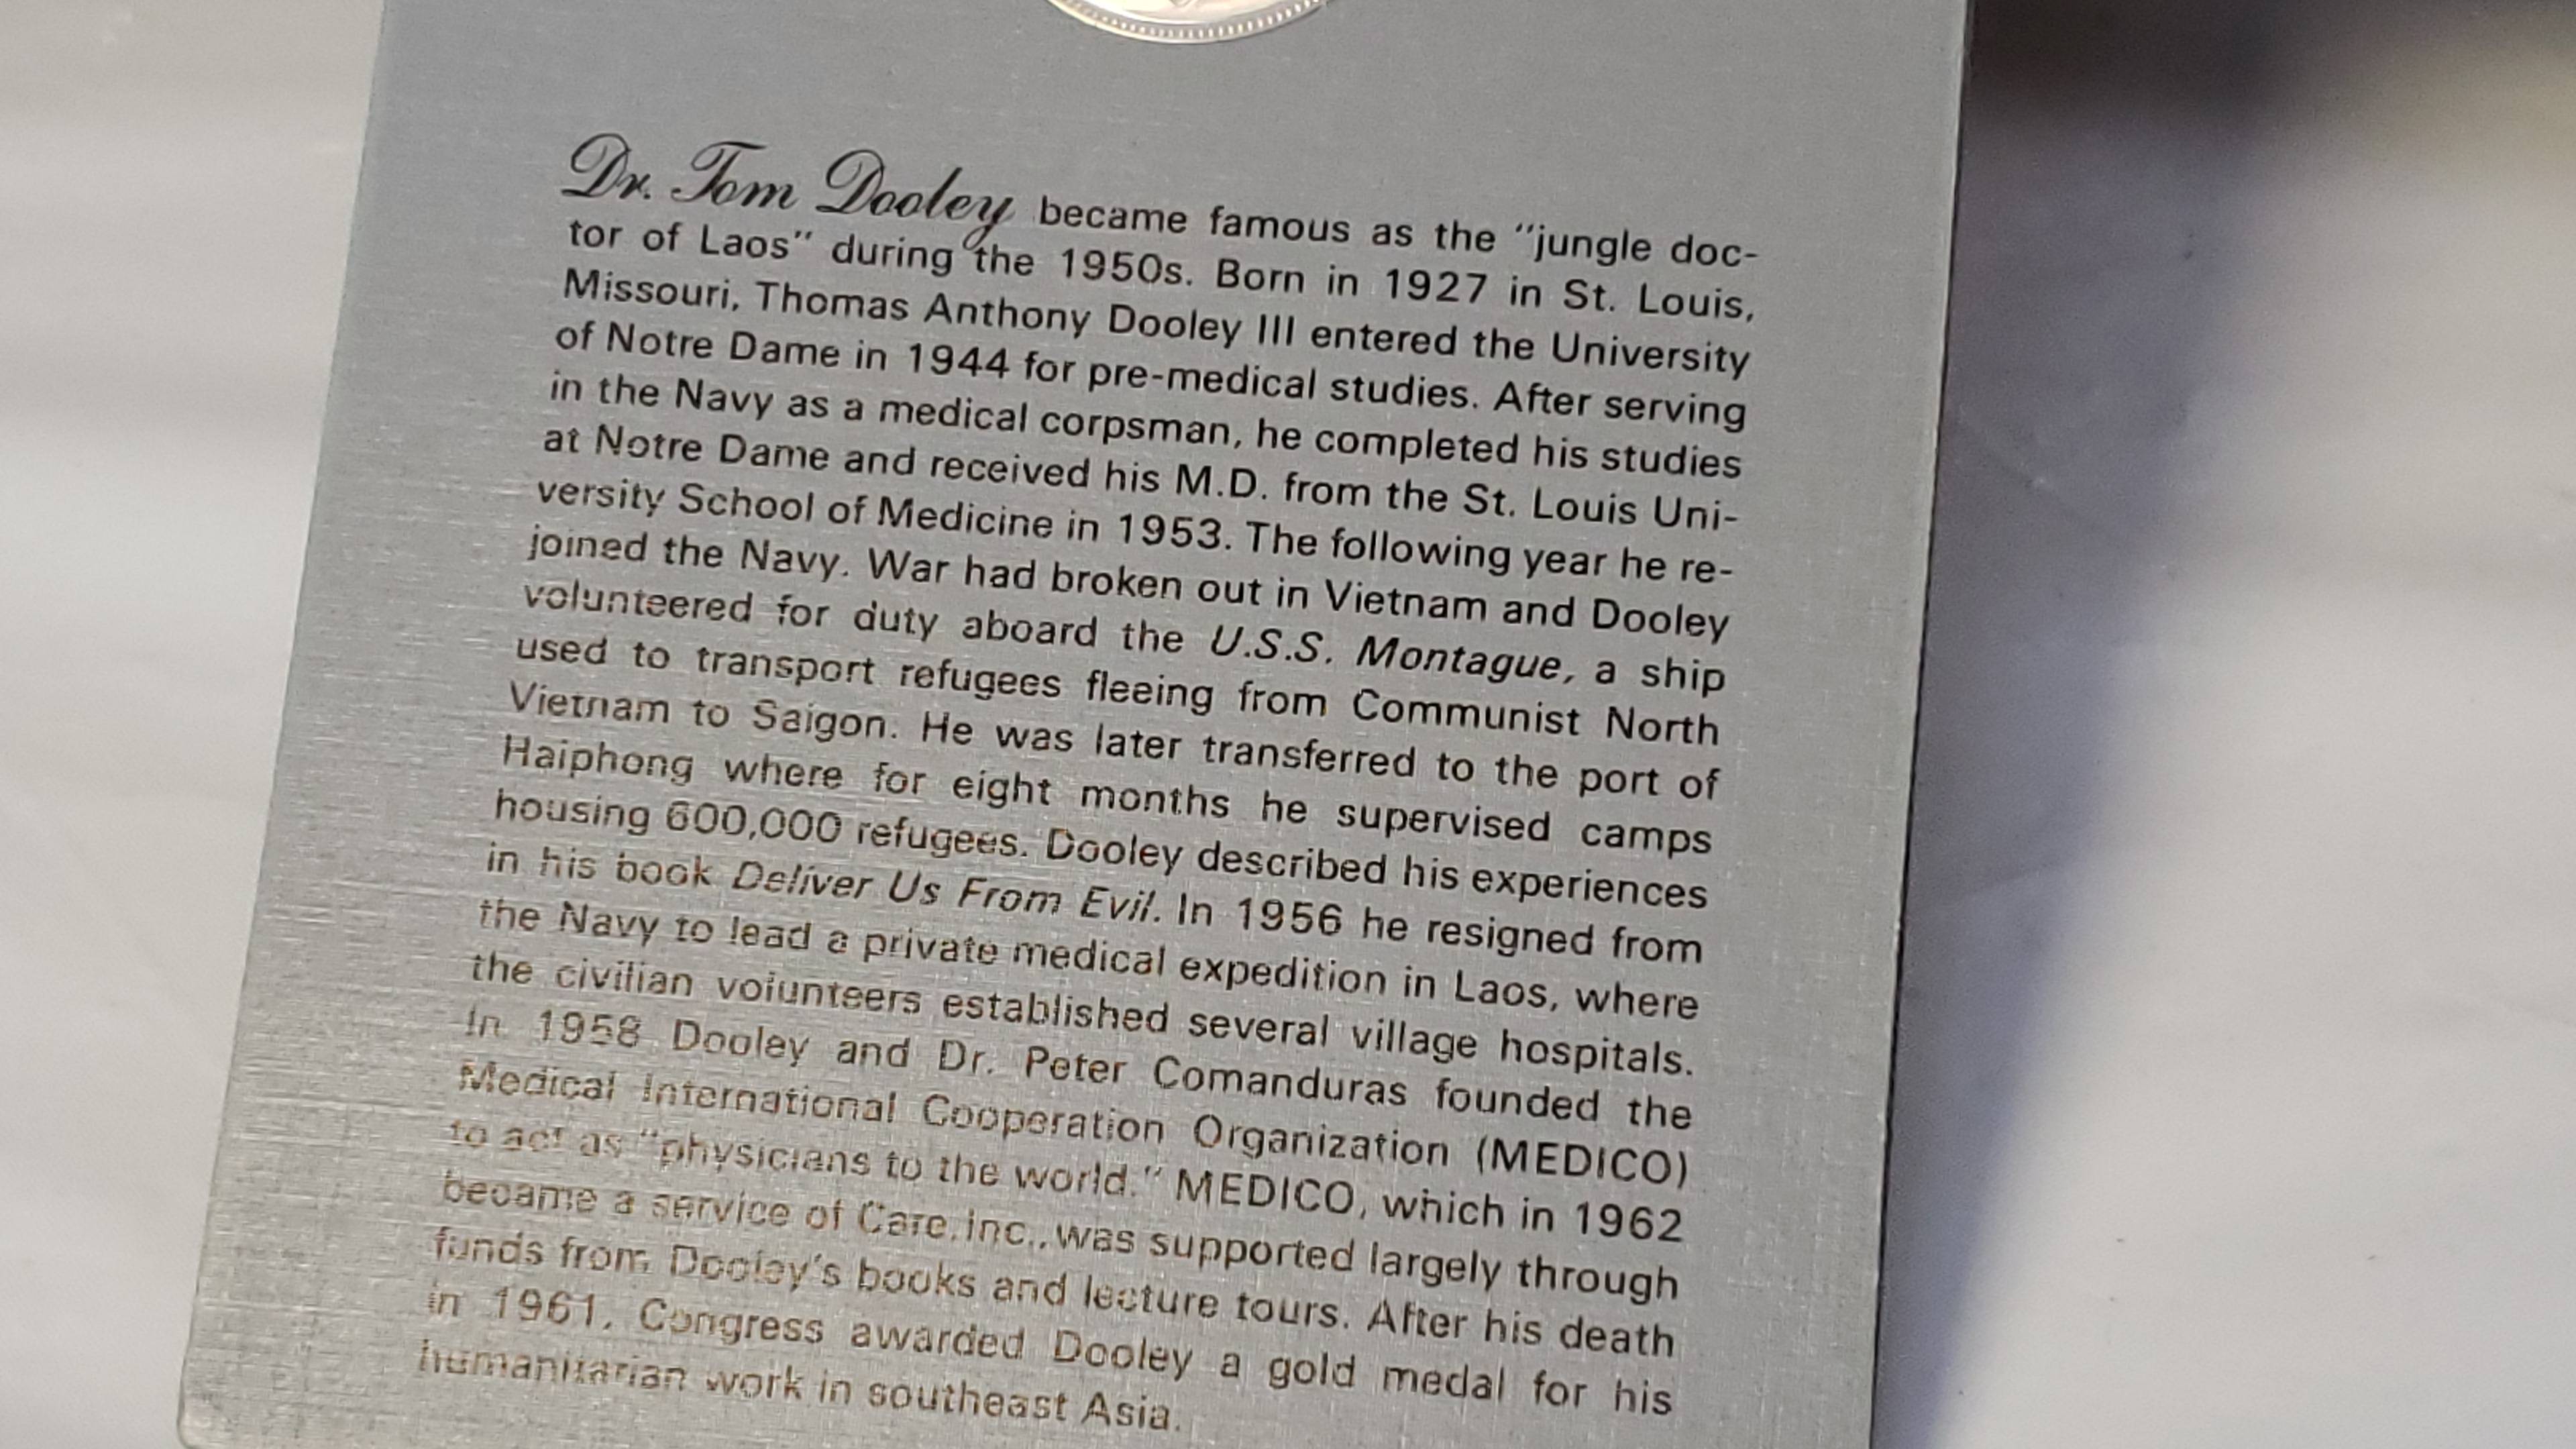 Dr. Tom Dooley became famous as the "jungle doc-
tor of Laos" during the 1950s. Born in 1927 in St. Louis,
Missouri, Thomas Anthony Dooley III entered the University
of Notre Dame in 1944 for pre-medical studies. After serving
in the Navy as a medical corpsman, he completed his studies
at Notre Dame and received his M.D. from the St. Louis Uni-
versity School of Medicine in 1953. The following year he re-
joined the Navy. War had broken out in Vietnam and Dooley
volunteered for duty aboard the U.S.S. Montague, a ship
used to transport refugees fleeing from Communist North
Vietnam to Saigon. He was later transferred to the port of
Haiphong where for eight months he supervised camps
housing 600,000 refugees. Dooley described his experiences
in his book Deliver Us From Evil. In 1956 he resigned from
the Navy to lead a private medical expedition in Laos, where
the civilian volunteers established several village hospitals.
In 1958 Dooley and Dr. Peter Comanduras founded the
Medical International Cooperation Organization (MEDICO)
to act as "physicians to the world." MEDICO, which in 1962
became a service of Care, Inc., was supported largely through
funds from Dooley's books and lecture tours. After his death
in 1961, Congress awarded Dooley a gold medal for his
humanitarian work in southeast Asia.